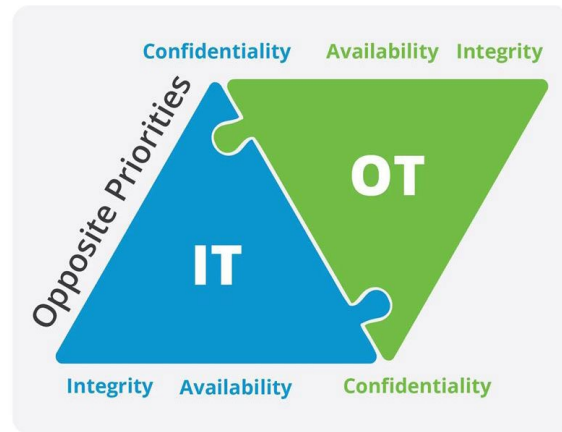 Confidentiality Availability Integrity
Opposite Priorities
OT
IT
Integrity Availability Confidentiality